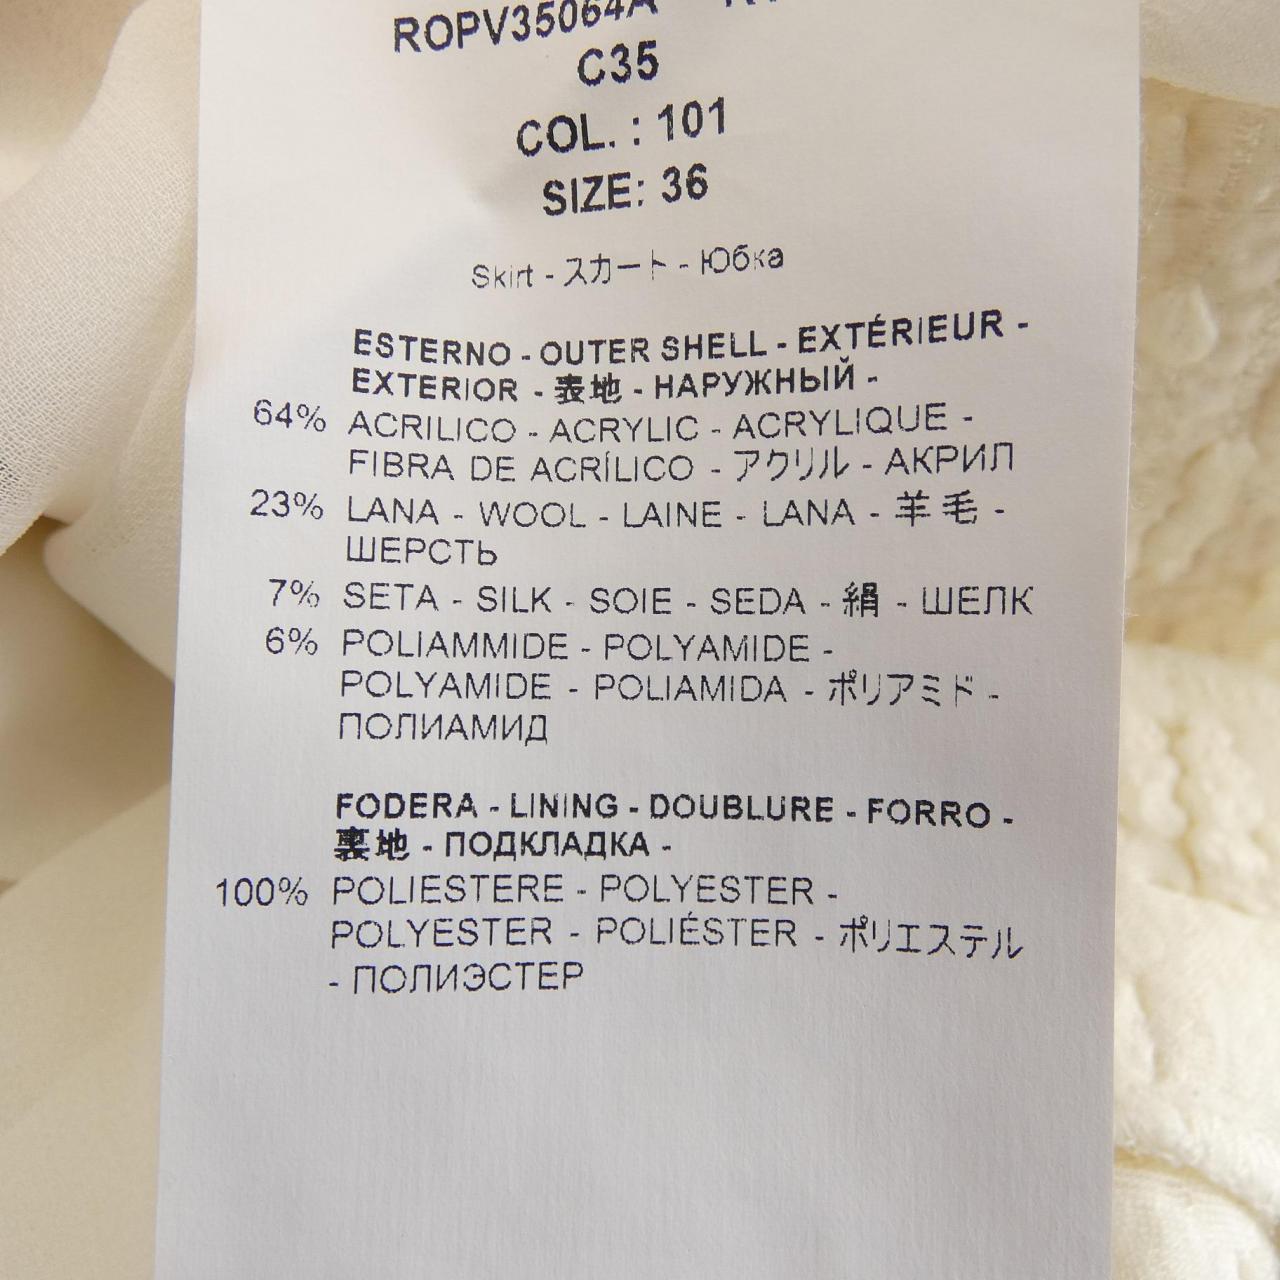 ROPV35064A
C35
COL. : 101
SIZE: 36
Skirt - スカート - Юбка
ESTERNO - OUTER SHELL - EXTÉRIEUR -
EXTERIOR - 表地 - НАРУЖНЫЙ -
64% ACRILICO - ACRYLIC - ACRYLIQUE -
FIBRA DE ACRÍLICO - アクリル - АКРИЛ
23% LANA - WOOL - LAINE - LANA - 羊毛 -
ШЕРСТЬ
7% SETA - SILK - SOIE - SEDA - 絹 - ШЕЛК
6% POLIAMMIDE - POLYAMIDE -
POLYAMIDE - POLIAMIDA - ポリアミド -
ПОЛИАМИД
FODERA - LINING - DOUBLURE - FORRO -
裏地 - ПОДКЛАДКА -
100% POLIESTERE - POLYESTER -
POLYESTER - POLIÉSTER - ポリエステル
- ПОЛИЭСТЕР